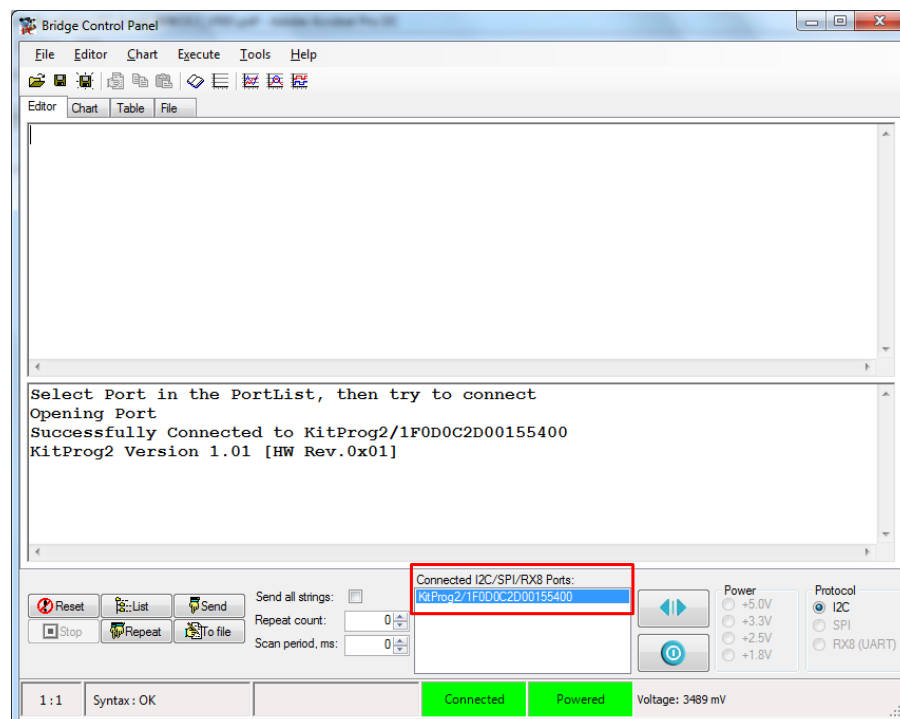 Bridge Control Panel
File Editor Chart Execute Tools Help
Editor Chart Table File
Select Port in the PortList, then try to connect
Opening Port
Successfully Connected to KitProg2/1F0D0C2D00155400
KitProg2 Version 1.01 [HW Rev.0x01]
Connected I2C/SPI/RX8 Ports:
KitProg2/1F0D0C2D00155400
Reset List Send
Stop Repeat To file
Send all strings:
Repeat count: 0
Scan period, ms: 0
Power
+5.0V
+3.3V
+2.5V
+1.8V
Protocol
I2C
SPI
RX8 (UART)
1:1 Syntax : OK Connected Powered Voltage: 3489 mV